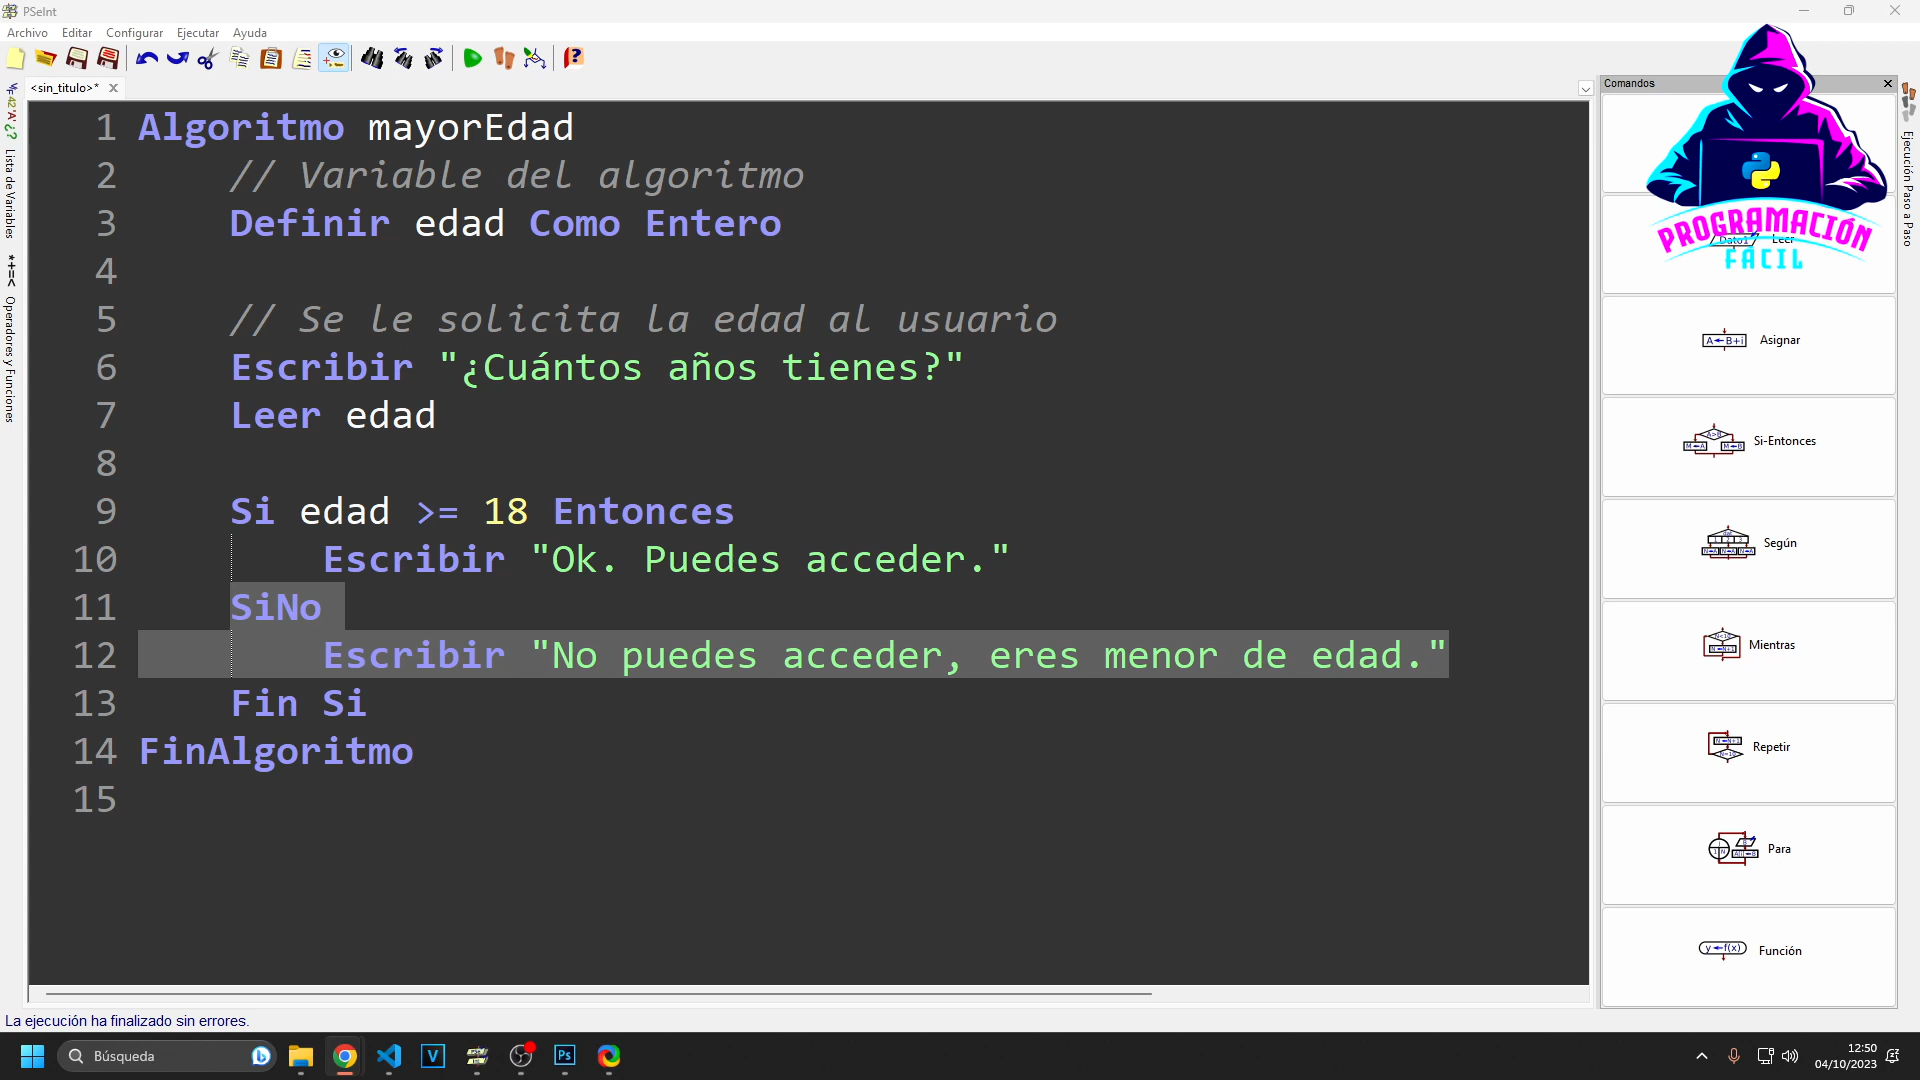 PSeInt
Archivo Editar Configurar Ejecutar Ayuda
<sin_titulo>*
Comandos
1 Algoritmo mayorEdad
2 // Variable del algoritmo
3 Definir edad Como Entero
4
5 // Se le solicita la edad al usuario
6 Escribir "¿Cuántos años tienes?"
7 Leer edad
8
9 Si edad >= 18 Entonces
10 Escribir "Ok. Puedes acceder."
11 SiNo
12 Escribir "No puedes acceder, eres menor de edad."
13 Fin Si
14 FinAlgoritmo
15
Lista de Variables
*+=< Operadores y Funciones
PROGRAMACIÓN
FÁCIL
Leer
A←B+i Asignar
Si-Entonces
Según
Mientras
Repetir
Para
y←f(x) Función
Ejecución Paso a Paso
La ejecución ha finalizado sin errores.
Búsqueda
V
Ps
12:50
04/10/2023